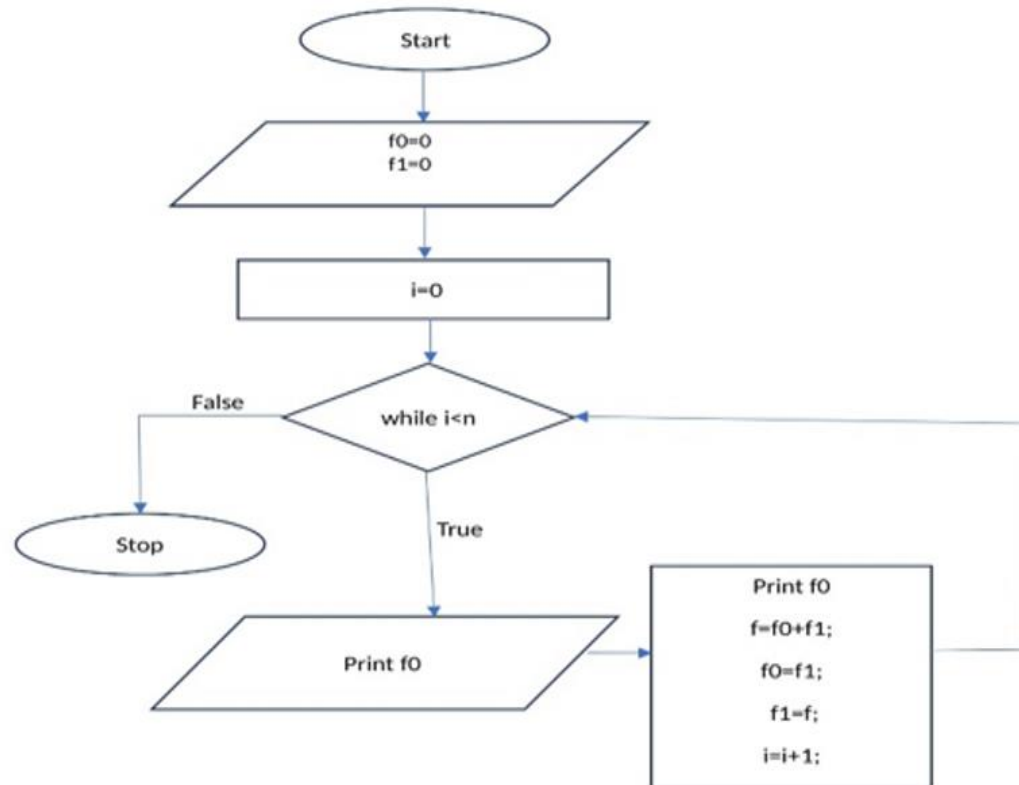 Start
f0=0
f1=0
i=0
while i<n
False
True
Stop
Print f0
Print f0
f=f0+f1;
f0=f1;
f1=f;
i=i+1;